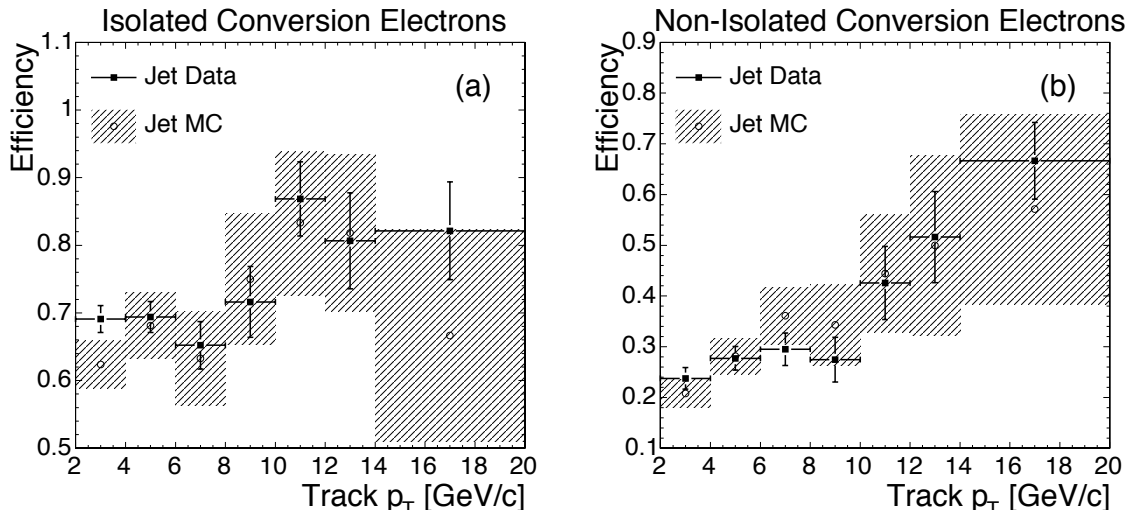 Isolated Conversion Electrons
Efficiency
1.1
1
0.9
0.8
0.7
0.6
0.5
Jet Data
Jet MC
(a)
2 4 6 8 10 12 14 16 18 20
Track pT [GeV/c]
Non-Isolated Conversion Electrons
Efficiency
0.9
0.8
0.7
0.6
0.5
0.4
0.3
0.2
0.1
Jet Data
Jet MC
(b)
2 4 6 8 10 12 14 16 18 20
Track pT [GeV/c]